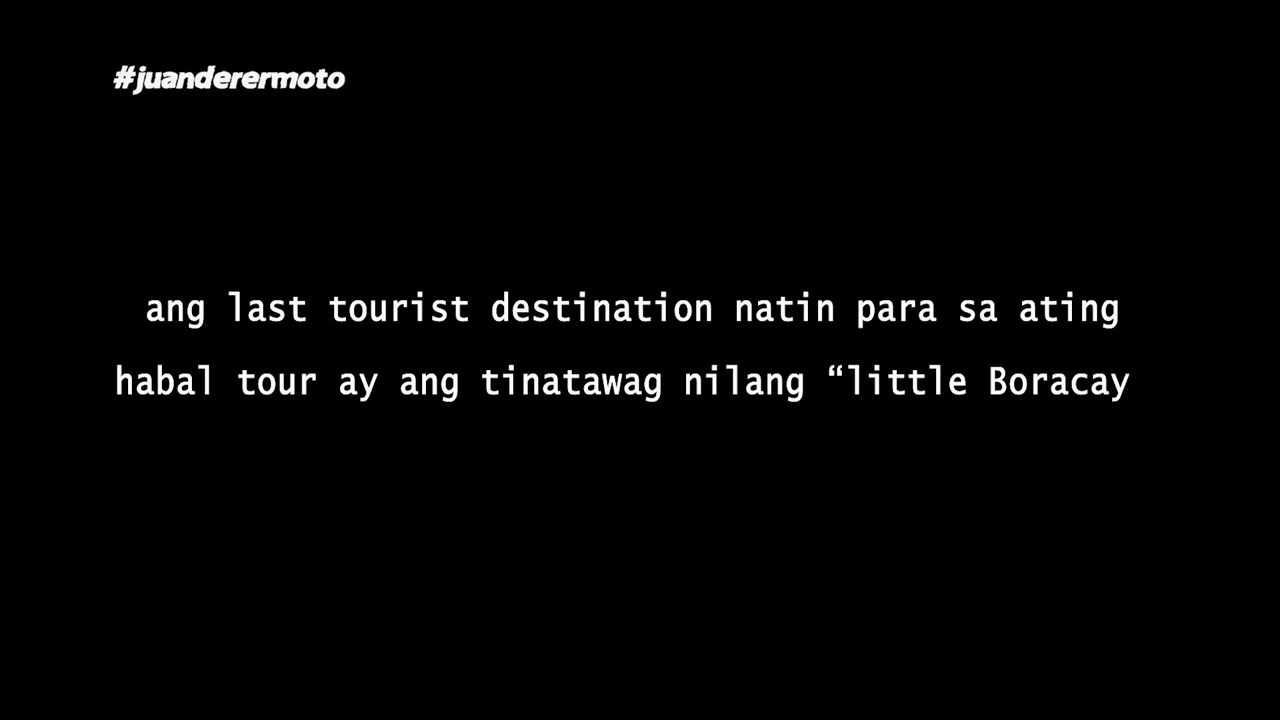 #juanderermoto
ang last tourist destination natin para sa ating
habal tour ay ang tinatawag nilang “little Boracay